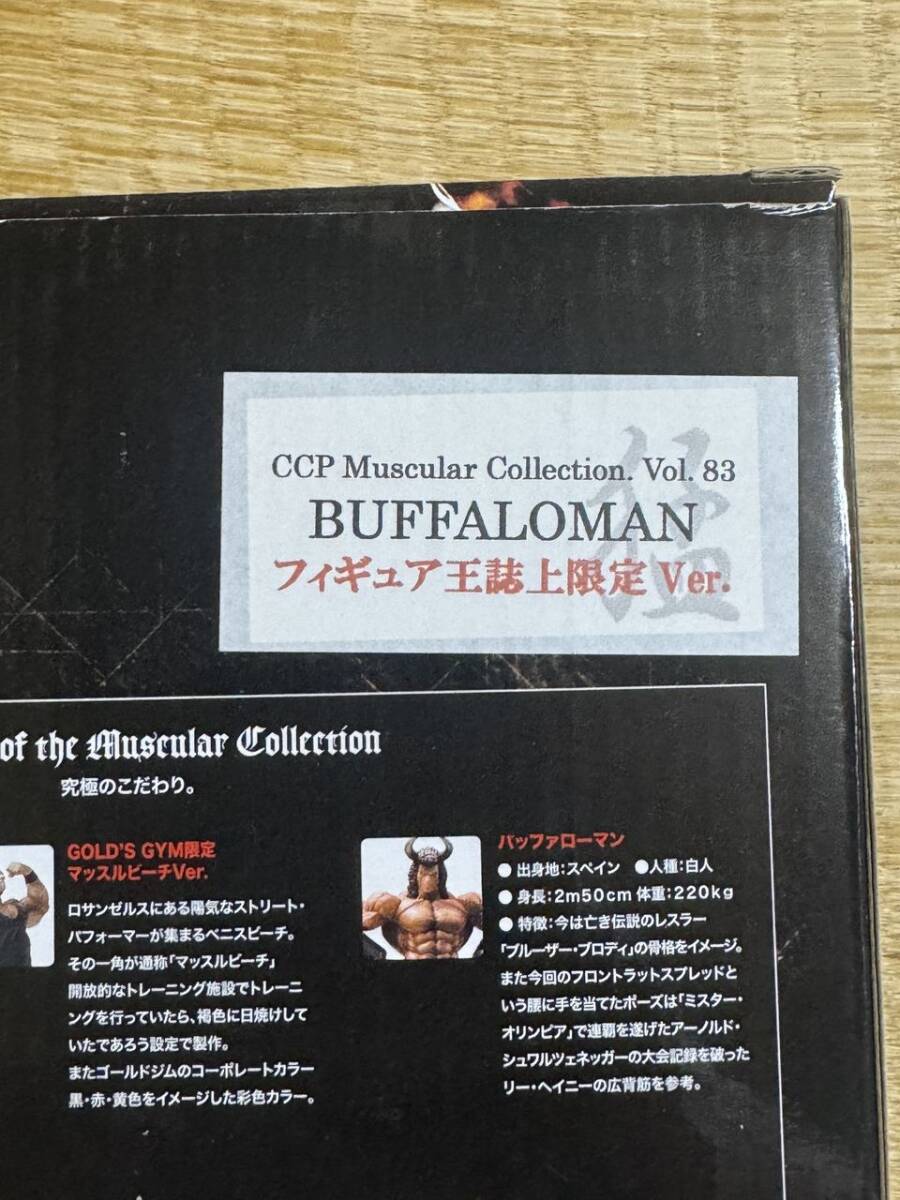 CCP Muscular Collection. Vol. 83
BUFFALOMAN
フィギュア王誌上限定 Ver.
猛
of the Muscular Collection
究極のこだわり。
GOLD'S GYM限定
マッスルビーチVer.
ロサンゼルスにある陽気なストリート・
パフォーマーが集まるベニスビーチ。
その一角が通称「マッスルビーチ」
開放的なトレーニング施設でトレーニ
ングを行っていたら、褐色に日焼けして
いたであろう設定で製作。
またゴールドジムのコーポレートカラー
黒・赤・黄色をイメージした彩色カラー。
バッファローマン
● 出身地：スペイン ●人種：白人
● 身長：2m50cm 体重：220kg
● 特徴：今は亡き伝説のレスラー
「ブルーザー・ブロディ」の骨格をイメージ。
また今回のフロントラットスプレッドと
いう腰に手を当てたポーズは「ミスター・
オリンピア」で連覇を遂げたアーノルド・
シュワルツェネッガーの大会記録を破った
リー・ヘイニーの広背筋を参考。